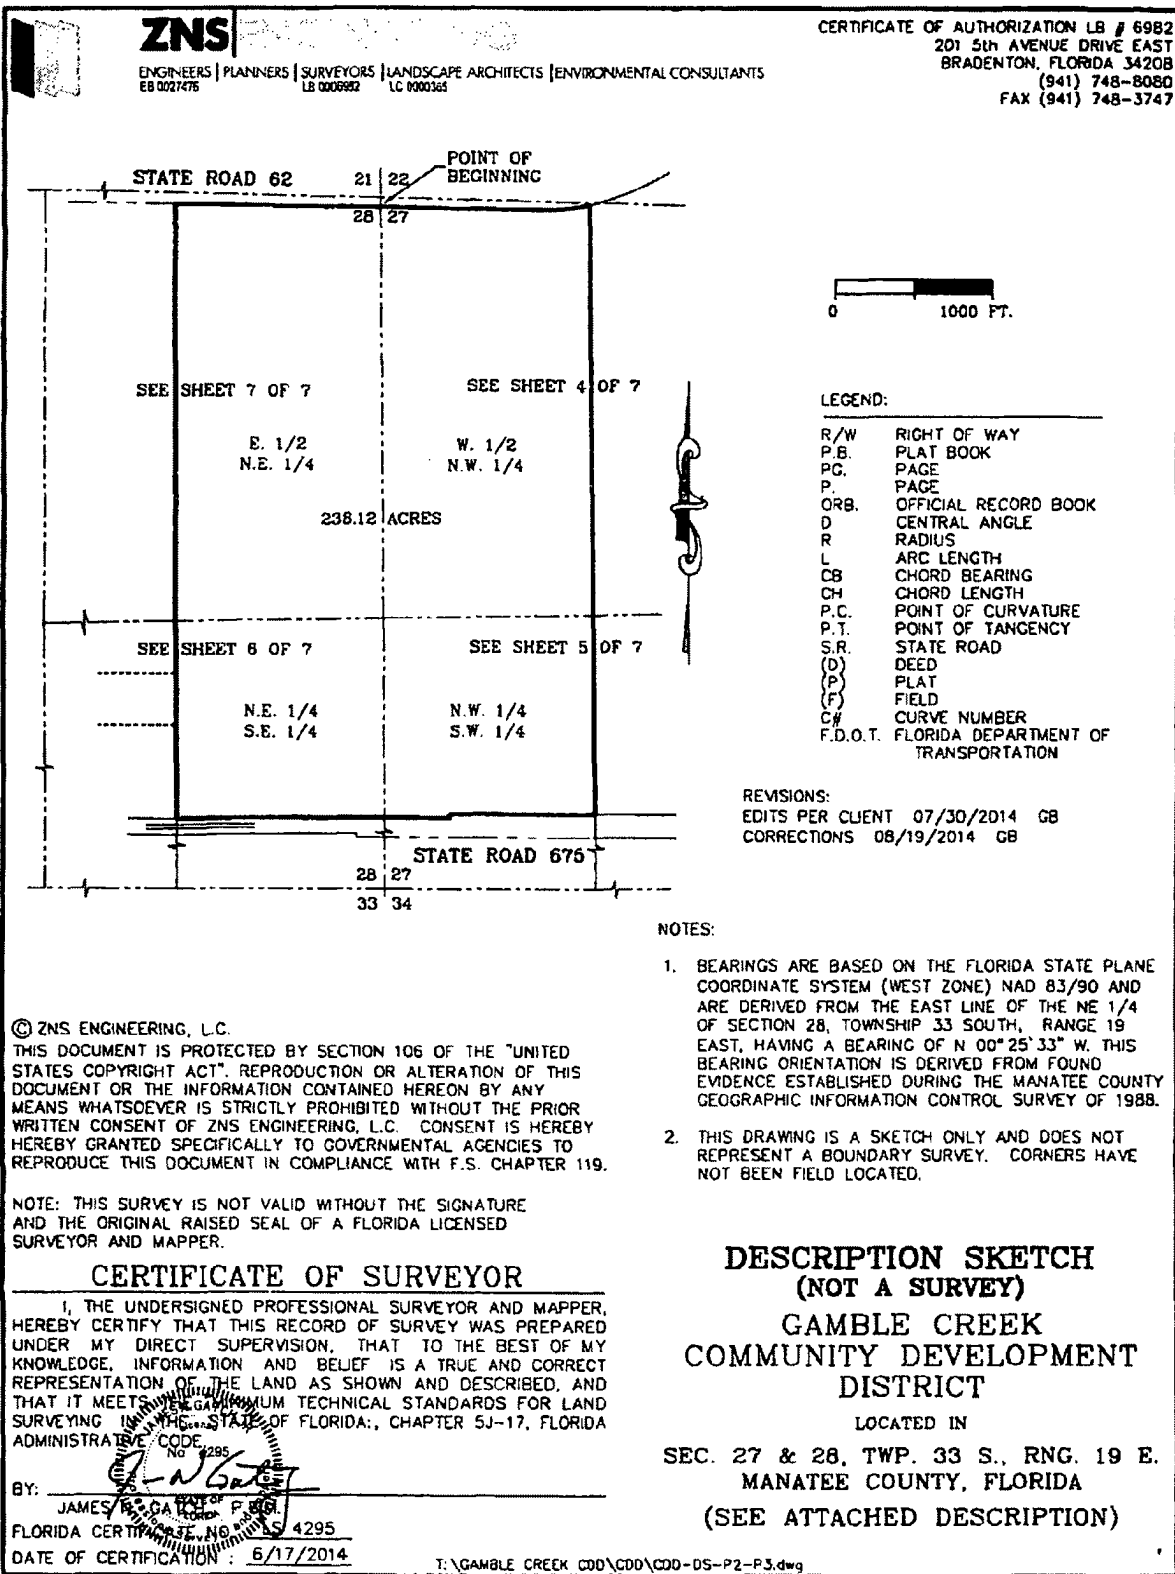 ZNS
ENGINEERS | PLANNERS | SURVEYORS | LANDSCAPE ARCHITECTS | ENVIRONMENTAL CONSULTANTS
EB 0027476 LB 0006982 LC 0000365
CERTIFICATE OF AUTHORIZATION LB # 6982
201 5th AVENUE DRIVE EAST
BRADENTON, FLORIDA 34208
(941) 748-8080
FAX (941) 748-3747
POINT OF
BEGINNING
STATE ROAD 62
21 22
28 27
0 1000 FT.
SEE SHEET 7 OF 7
SEE SHEET 4 OF 7
E. 1/2
N.E. 1/4
W. 1/2
N.W. 1/4
238.12 ACRES
SEE SHEET 6 OF 7
SEE SHEET 5 OF 7
N.E. 1/4
S.E. 1/4
N.W. 1/4
S.W. 1/4
STATE ROAD 675
28 27
33 34
LEGEND:
R/W RIGHT OF WAY
P.B. PLAT BOOK
PG. PAGE
P. PAGE
ORB. OFFICIAL RECORD BOOK
D CENTRAL ANGLE
R RADIUS
L ARC LENGTH
CB CHORD BEARING
CH CHORD LENGTH
P.C. POINT OF CURVATURE
P.T. POINT OF TANGENCY
S.R. STATE ROAD
(D) DEED
(P) PLAT
(F) FIELD
C# CURVE NUMBER
F.D.O.T. FLORIDA DEPARTMENT OF
TRANSPORTATION
REVISIONS:
EDITS PER CLIENT 07/30/2014 GB
CORRECTIONS 08/19/2014 GB
NOTES:
1. BEARINGS ARE BASED ON THE FLORIDA STATE PLANE
COORDINATE SYSTEM (WEST ZONE) NAD 83/90 AND
ARE DERIVED FROM THE EAST LINE OF THE NE 1/4
OF SECTION 28, TOWNSHIP 33 SOUTH, RANGE 19
EAST, HAVING A BEARING OF N 00°25'33" W. THIS
BEARING ORIENTATION IS DERIVED FROM FOUND
EVIDENCE ESTABLISHED DURING THE MANATEE COUNTY
GEOGRAPHIC INFORMATION CONTROL SURVEY OF 1988.
2. THIS DRAWING IS A SKETCH ONLY AND DOES NOT
REPRESENT A BOUNDARY SURVEY. CORNERS HAVE
NOT BEEN FIELD LOCATED.
© ZNS ENGINEERING, L.C.
THIS DOCUMENT IS PROTECTED BY SECTION 106 OF THE "UNITED
STATES COPYRIGHT ACT". REPRODUCTION OR ALTERATION OF THIS
DOCUMENT OR THE INFORMATION CONTAINED HEREON BY ANY
MEANS WHATSOEVER IS STRICTLY PROHIBITED WITHOUT THE PRIOR
WRITTEN CONSENT OF ZNS ENGINEERING, L.C. CONSENT IS HEREBY
HEREBY GRANTED SPECIFICALLY TO GOVERNMENTAL AGENCIES TO
REPRODUCE THIS DOCUMENT IN COMPLIANCE WITH F.S. CHAPTER 119.
NOTE: THIS SURVEY IS NOT VALID WITHOUT THE SIGNATURE
AND THE ORIGINAL RAISED SEAL OF A FLORIDA LICENSED
SURVEYOR AND MAPPER.
CERTIFICATE OF SURVEYOR
I, THE UNDERSIGNED PROFESSIONAL SURVEYOR AND MAPPER,
HEREBY CERTIFY THAT THIS RECORD OF SURVEY WAS PREPARED
UNDER MY DIRECT SUPERVISION, THAT TO THE BEST OF MY
KNOWLEDGE, INFORMATION AND BELIEF IS A TRUE AND CORRECT
REPRESENTATION OF THE LAND AS SHOWN AND DESCRIBED, AND
THAT IT MEETS THE MINIMUM TECHNICAL STANDARDS FOR LAND
SURVEYING IN THE STATE OF FLORIDA:, CHAPTER 5J-17, FLORIDA
ADMINISTRATIVE CODE.
No 4295
STATE OF
FLORIDA
BY:
JAMES
FLORIDA CERTIFICATE NO. LS 4295
DATE OF CERTIFICATION : 6/17/2014
DESCRIPTION SKETCH
(NOT A SURVEY)
GAMBLE CREEK
COMMUNITY DEVELOPMENT
DISTRICT
LOCATED IN
SEC. 27 & 28, TWP. 33 S., RNG. 19 E.
MANATEE COUNTY, FLORIDA
(SEE ATTACHED DESCRIPTION)
T:\GAMBLE CREEK CDD\CDD\CDD-DS-P2-P3.dwg